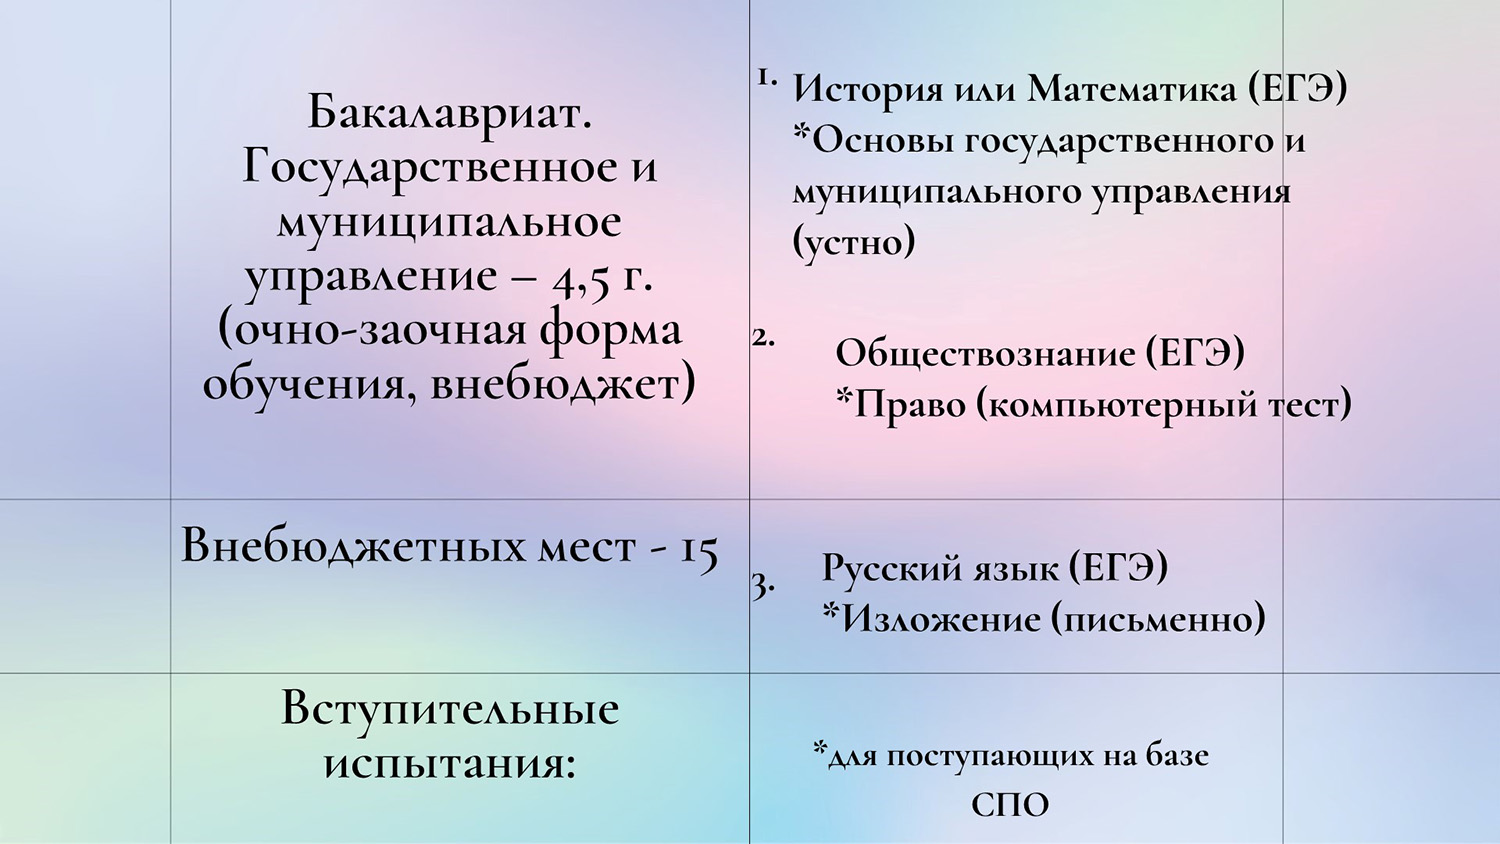 Бакалавриат.
Государственное и
муниципальное
управление – 4,5 г.
(очно-заочная форма
обучения, внебюджет)
Внебюджетных мест - 15
Вступительные
испытания:
1. История или Математика (ЕГЭ)
*Основы государственного и
муниципального управления
(устно)
2. Обществознание (ЕГЭ)
*Право (компьютерный тест)
3. Русский язык (ЕГЭ)
*Изложение (письменно)
*для поступающих на базе
СПО